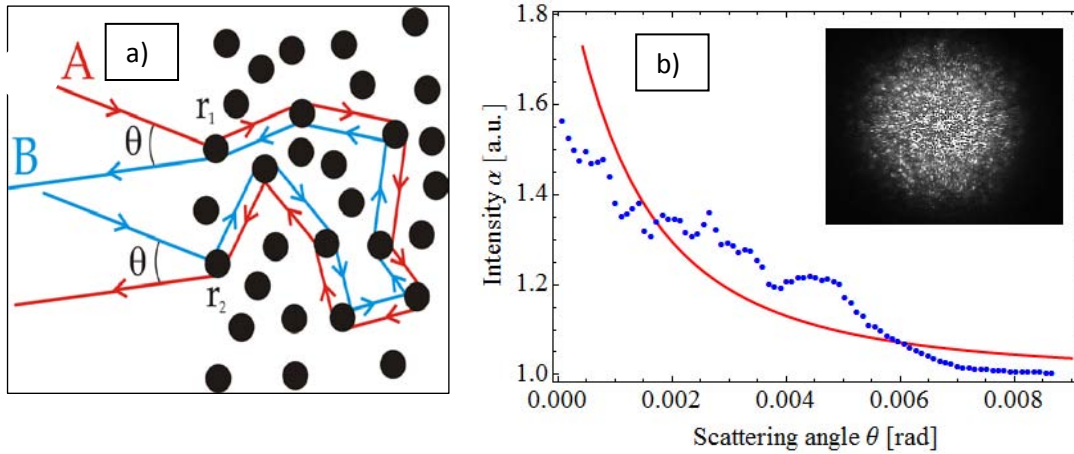 a)
A
r₁
θ
B
θ
r₂
b)
1.8
1.6
1.4
1.2
1.0
Intensity α [a.u.]
0.000
0.002
0.004
0.006
0.008
Scattering angle θ [rad]